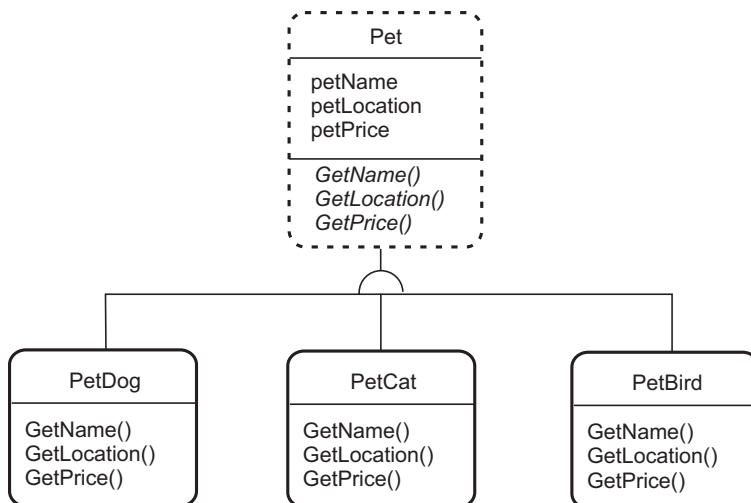 Pet
petName
petLocation
petPrice
GetName()
GetLocation()
GetPrice()
PetDog
GetName()
GetLocation()
GetPrice()
PetCat
GetName()
GetLocation()
GetPrice()
PetBird
GetName()
GetLocation()
GetPrice()